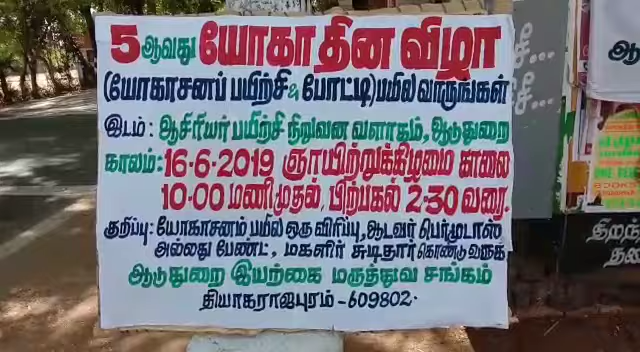 5 ஆவது யோகா தின விழா
(யோகாசனப் பயிற்சி & போட்டி) பயில வாருங்கள்
இடம் : ஆசிரியர் பயிற்சி நிறுவன வளாகம், ஆடுதுறை
காலம் : 16-6-2019 ஞாயிற்றுக்கிழமை காலை
10-00 மணி முதல், பிற்பகல் 2-30 வரை.
குறிப்பு : யோகாசனம் பயில ஒரு விரிப்பு, ஆடவர் பெர்முடாஸ்
அல்லது பேண்ட், மகளிர் சுடிதார் கொண்டு வருக
ஆடுதுறை இயற்கை மருத்துவ சங்கம்
தியாகராஜபுரம் - 609802.